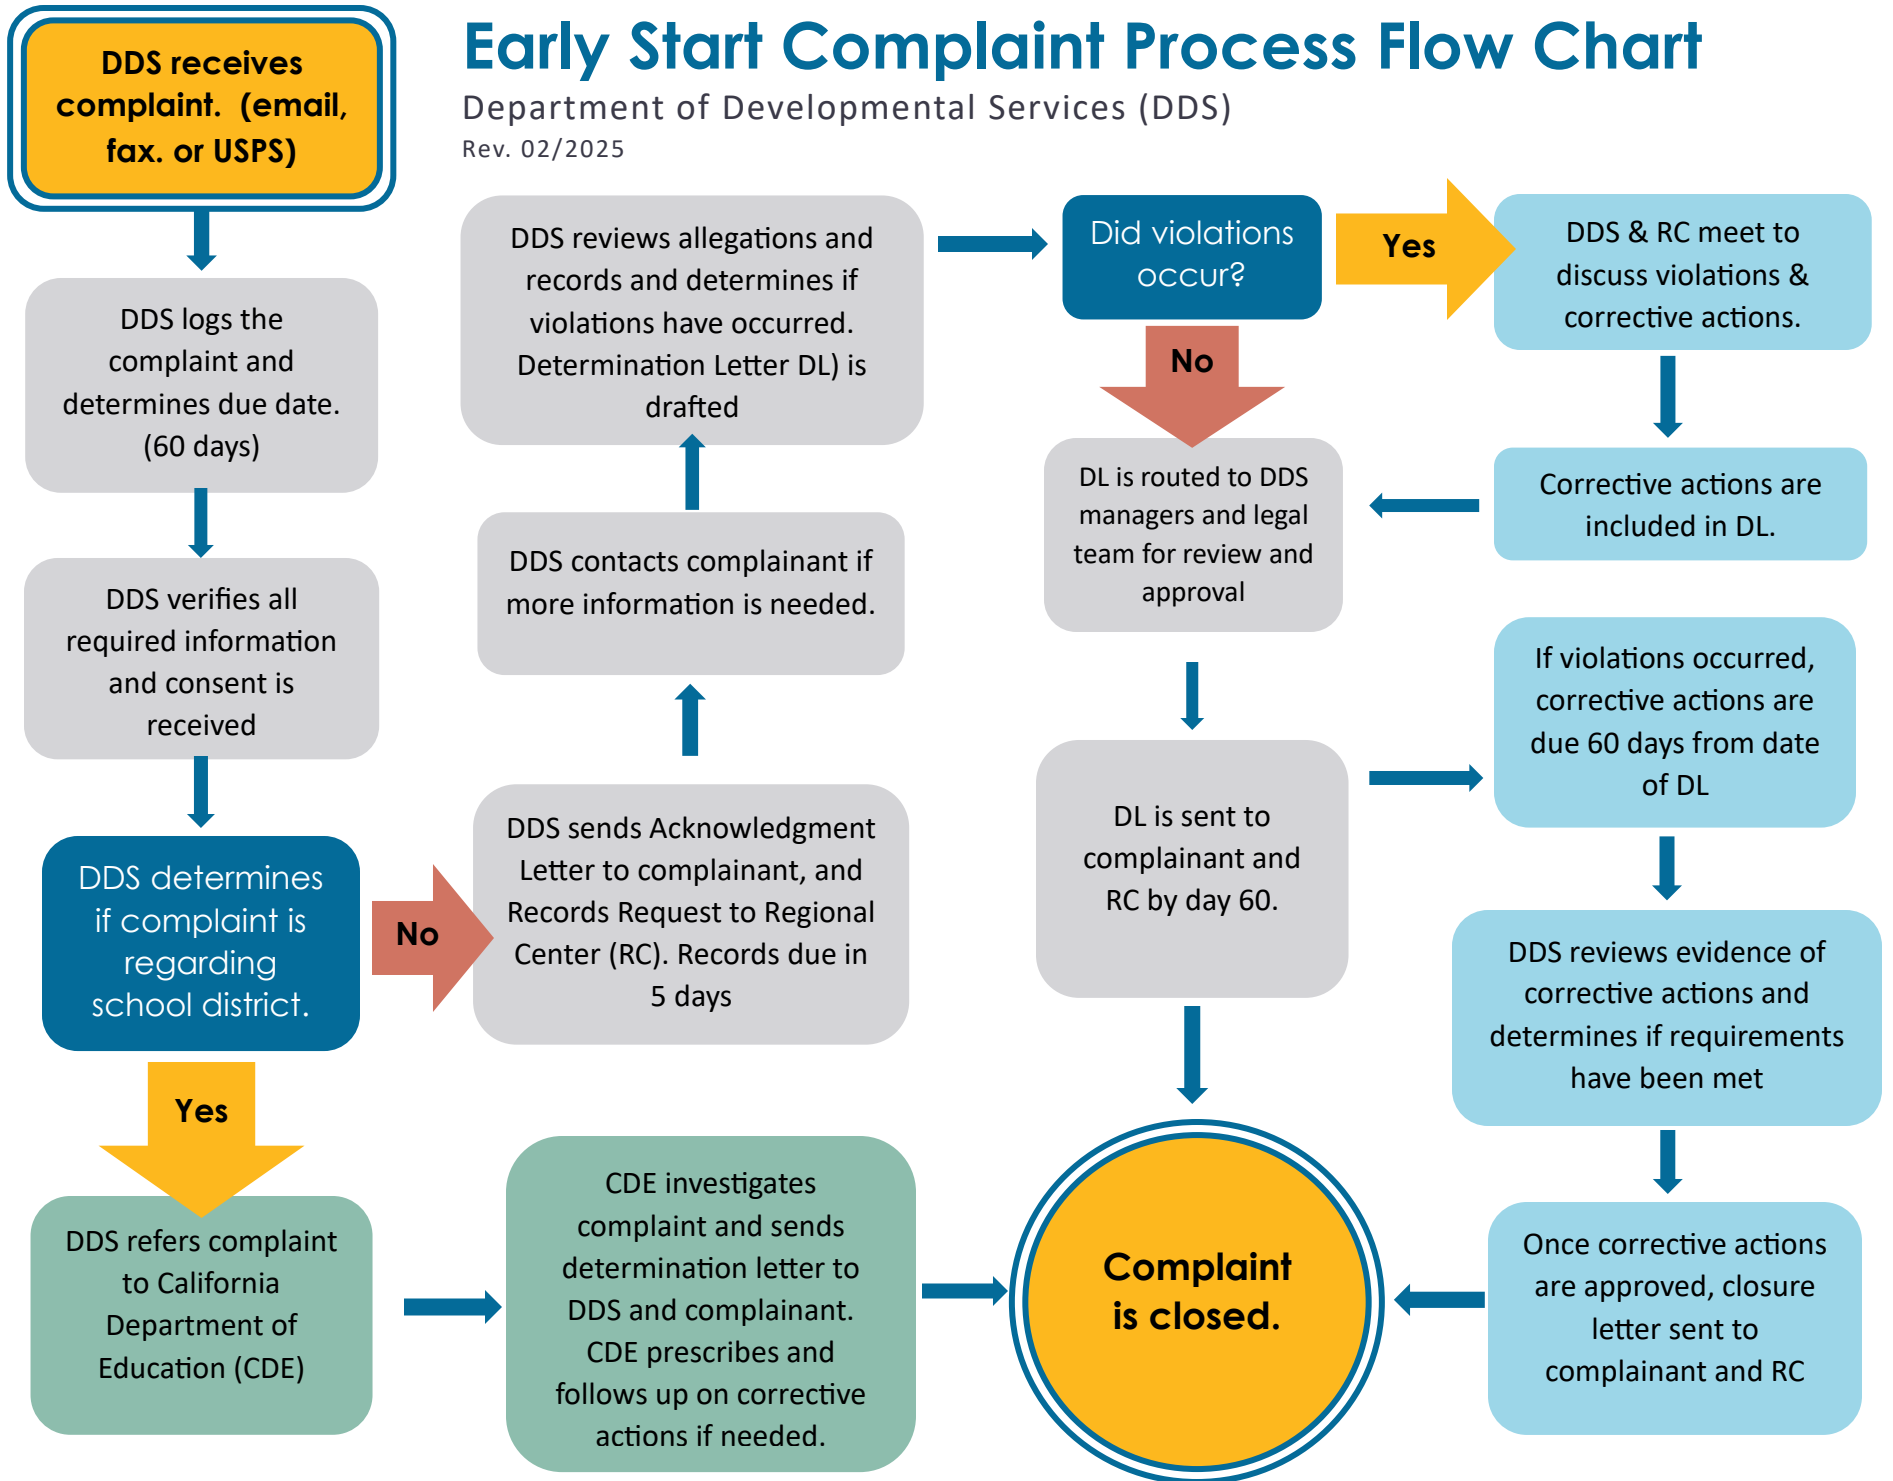 Early Start Complaint Process Flow Chart
Department of Developmental Services (DDS)
Rev. 02/2025
DDS receives
complaint. (email,
fax. or USPS)
DDS logs the
complaint and
determines due date.
(60 days)
DDS verifies all
required information
and consent is
received
DDS determines
if complaint is
regarding
school district.
Yes
DDS refers complaint
to California
Department of
Education (CDE)
CDE investigates
complaint and sends
determination letter to
DDS and complainant.
CDE prescribes and
follows up on corrective
actions if needed.
No
DDS sends Acknowledgment
Letter to complainant, and
Records Request to Regional
Center (RC). Records due in
5 days
DDS contacts complainant if
more information is needed.
DDS reviews allegations and
records and determines if
violations have occurred.
Determination Letter DL) is
drafted
Did violations
occur?
Yes
DDS & RC meet to
discuss violations &
corrective actions.
Corrective actions are
included in DL.
No
DL is routed to DDS
managers and legal
team for review and
approval
DL is sent to
complainant and
RC by day 60.
If violations occurred,
corrective actions are
due 60 days from date
of DL
DDS reviews evidence of
corrective actions and
determines if requirements
have been met
Once corrective actions
are approved, closure
letter sent to
complainant and RC
Complaint
is closed.